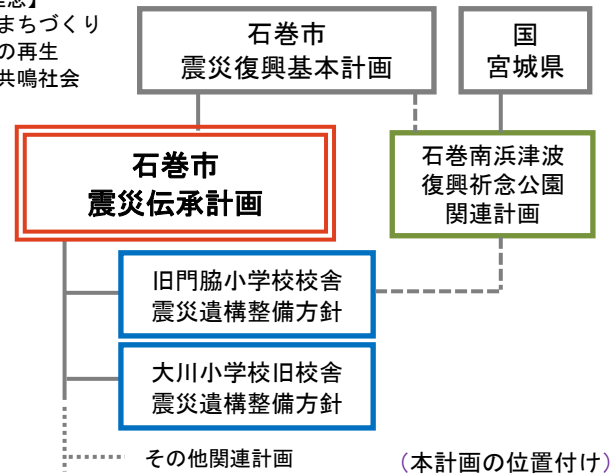 まちづくり
の再生
共鳴社会
石巻市
震災復興基本計画
国
宮城県
石巻市
震災伝承計画
石巻南浜津波
復興祈念公園
関連計画
旧門脇小学校校舎
震災遺構整備方針
大川小学校旧校舎
震災遺構整備方針
その他関連計画
(本計画の位置付け)